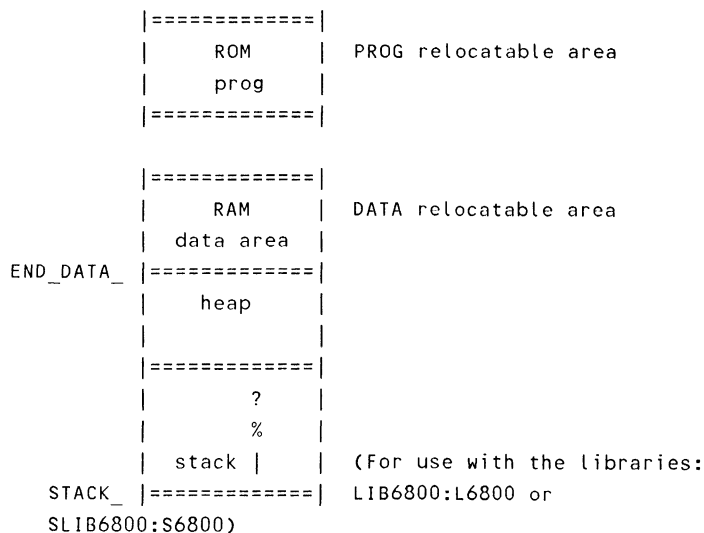 |=============|
| ROM | PROG relocatable area
| prog |
|=============|
|=============|
| RAM | DATA relocatable area
| data area |
END_DATA_ |=============|
| heap |
| |
|=============|
| ? |
| % |
| stack | | (For use with the libraries:
STACK_ |=============| LIB6800:L6800 or
SLIB6800:S6800)